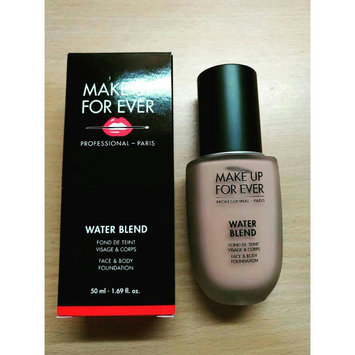 MAKE UP
FOR EVER
PROFESSIONAL – PARIS
WATER BLEND
FOND DE TEINT
VISAGE & CORPS
FACE & BODY
FOUNDATION
50 ml · 1.69 fl. oz.
MAKE UP
FOR EVER
PROFESSIONAL – PARIS
WATER
BLEND
FOND DE TEINT
VISAGE & CORPS
FACE & BODY
FOUNDATION